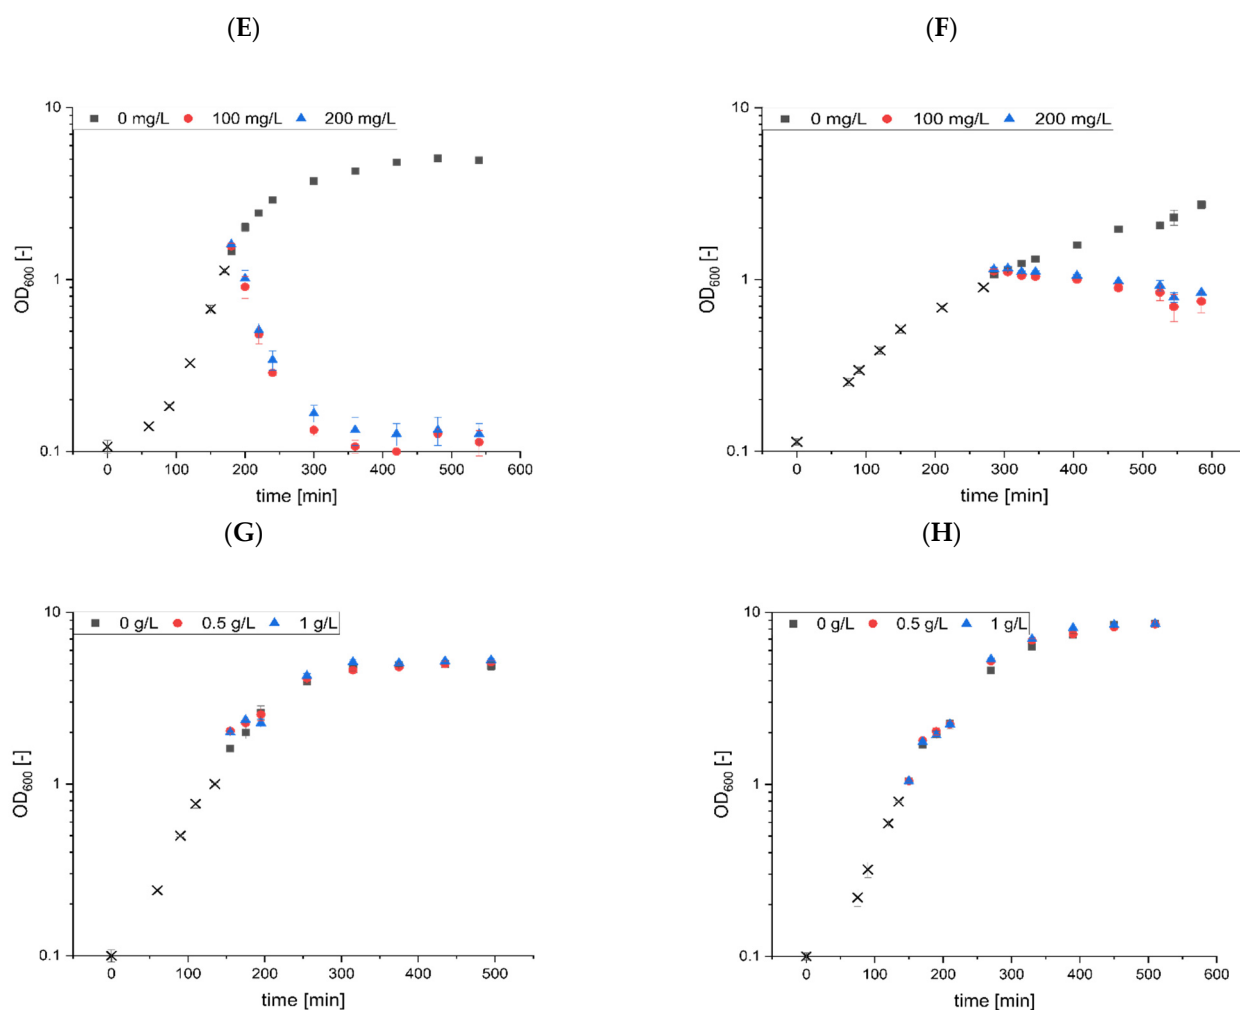 (E)
(F)
0 mg/L 100 mg/L 200 mg/L
0 mg/L 100 mg/L 200 mg/L
10
1
0.1
OD600 [-]
0 100 200 300 400 500 600
time [min]
10
1
0.1
OD600 [-]
0 100 200 300 400 500 600
time [min]
(G)
(H)
0 g/L 0.5 g/L 1 g/L
0 g/L 0.5 g/L 1 g/L
10
1
0.1
OD600 [-]
0 100 200 300 400 500
time [min]
10
1
0.1
OD600 [-]
0 100 200 300 400 500 600
time [min]